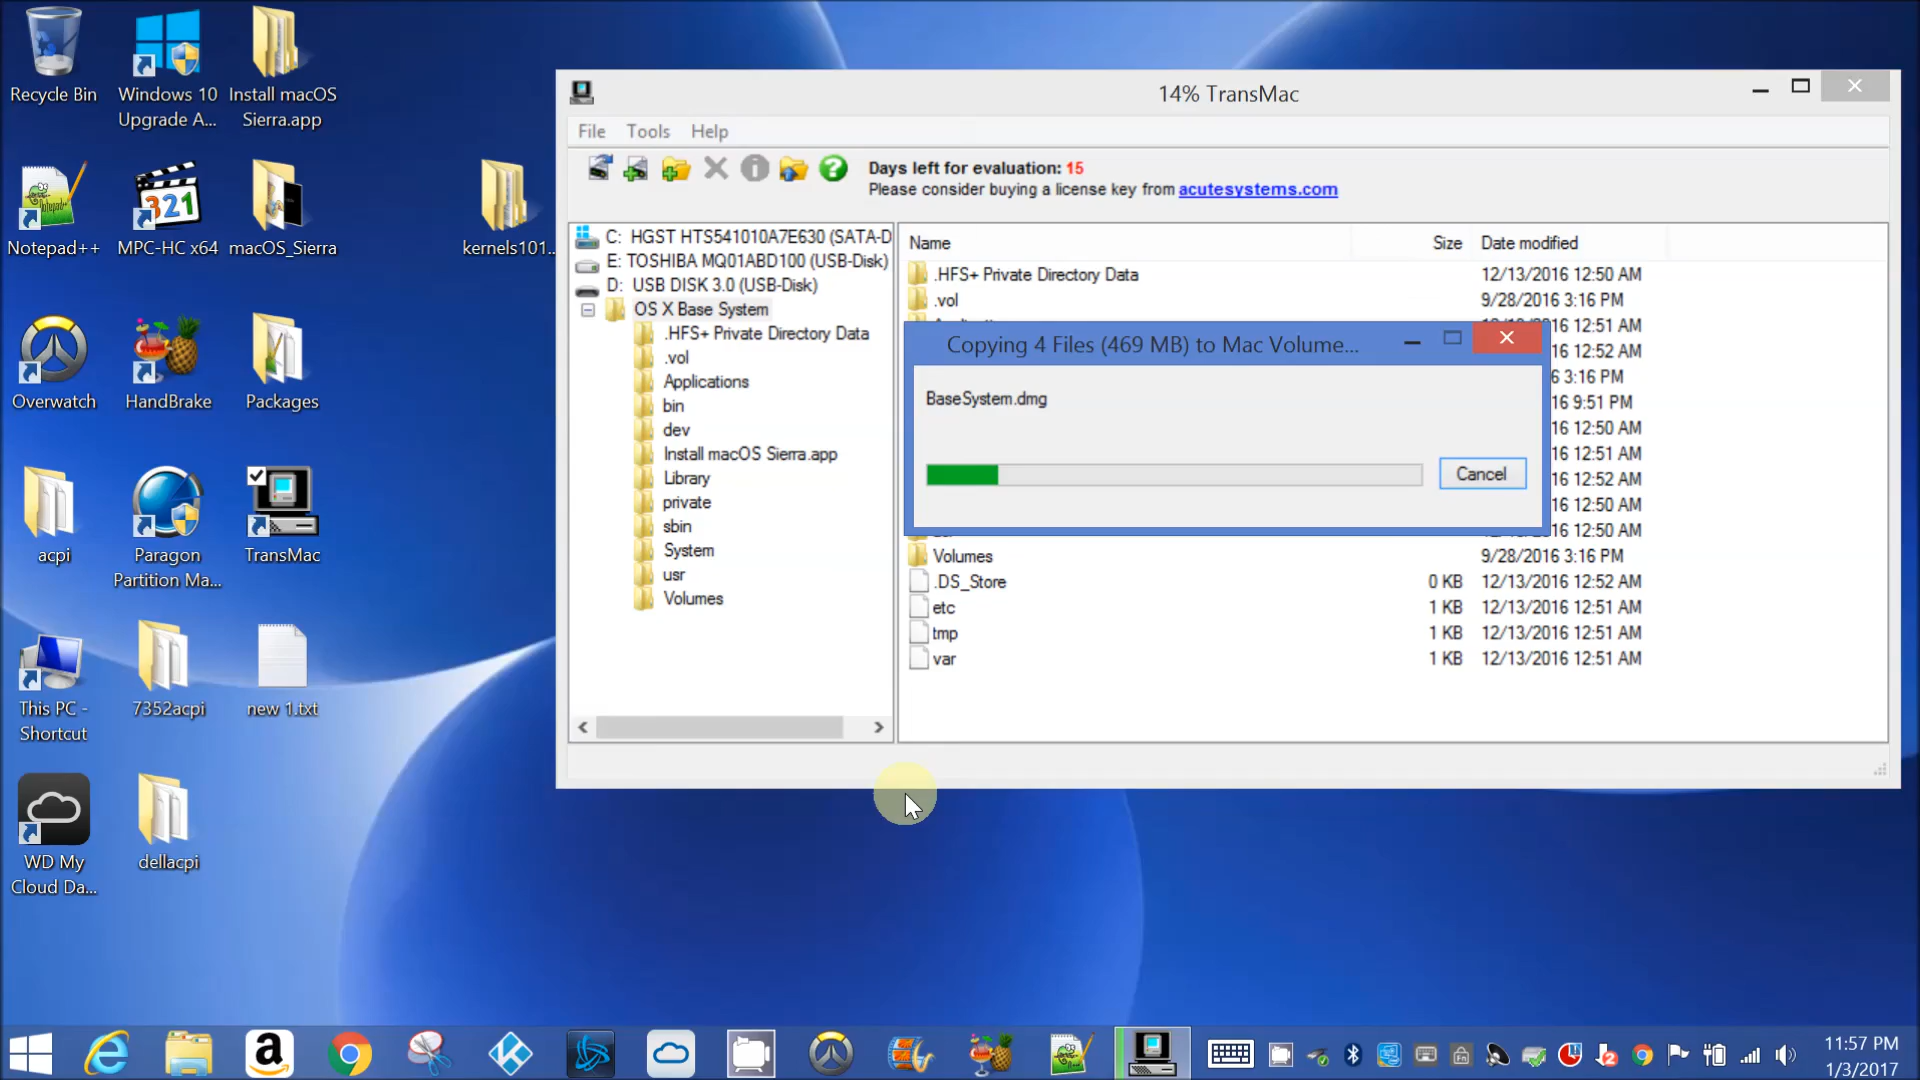 Recycle Bin
Windows 10
Upgrade A...
Install macOS
Sierra.app
Notepad++
MPC-HC x64
macOS_Sierra
kernels101...
Overwatch
HandBrake
Packages
acpi
Paragon
Partition Ma...
TransMac
This PC -
Shortcut
7352acpi
new 1.txt
WD My
Cloud Da...
dellacpi
14% TransMac
File Tools Help
Days left for evaluation: 15
Please consider buying a license key from acutesystems.com
C: HGST HTS541010A7E630 (SATA-D
E: TOSHIBA MQ01ABD100 (USB-Disk)
D: USB DISK 3.0 (USB-Disk)
OS X Base System
.HFS+ Private Directory Data
.vol
Applications
bin
dev
Install macOS Sierra.app
Library
private
sbin
System
usr
Volumes
Name Size Date modified
.HFS+ Private Directory Data 12/13/2016 12:50 AM
.vol 9/28/2016 3:16 PM
16 12:51 AM
16 12:52 AM
6 3:16 PM
16 9:51 PM
16 12:50 AM
16 12:51 AM
16 12:52 AM
16 12:50 AM
16 12:50 AM
Volumes 9/28/2016 3:16 PM
.DS_Store 0 KB 12/13/2016 12:52 AM
etc 1 KB 12/13/2016 12:51 AM
tmp 1 KB 12/13/2016 12:51 AM
var 1 KB 12/13/2016 12:51 AM
Copying 4 Files (469 MB) to Mac Volume...
BaseSystem.dmg
Cancel
11:57 PM
1/3/2017